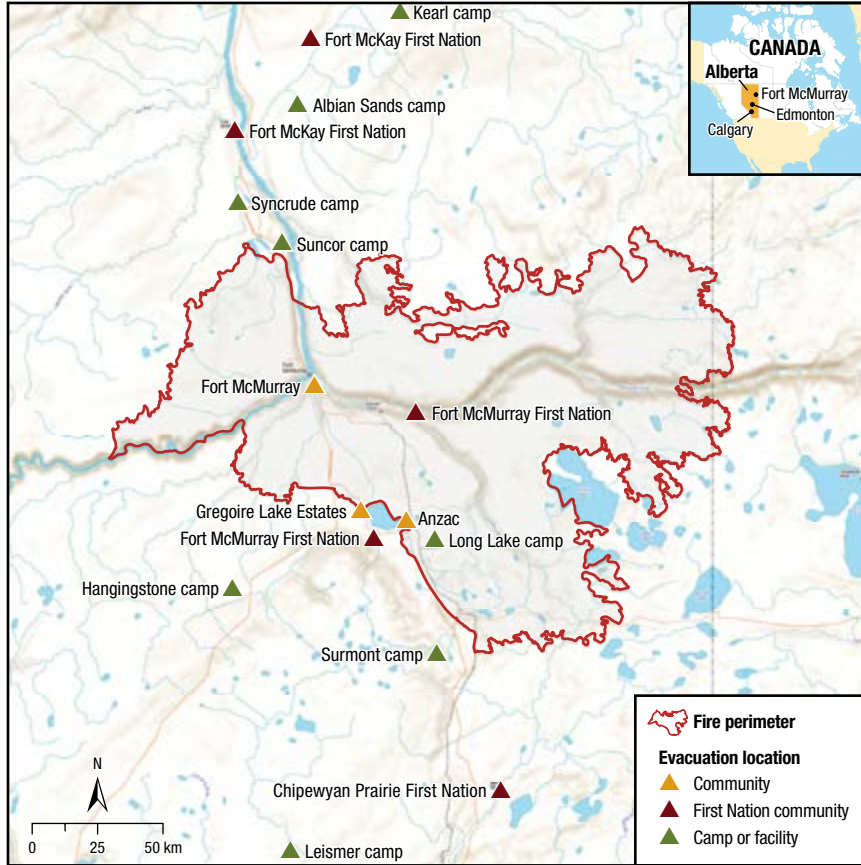 Kearl camp
Fort McKay First Nation
CANADA
Alberta
Fort McMurray
Edmonton
Calgary
Albian Sands camp
Fort McKay First Nation
Syncrude camp
Suncor camp
Fort McMurray
Fort McMurray First Nation
Gregoire Lake Estates
Anzac
Fort McMurray First Nation
Long Lake camp
Hangingstone camp
Surmont camp
Chipewyan Prairie First Nation
Leismer camp
N
0 25 50 km
Fire perimeter
Evacuation location
Community
First Nation community
Camp or facility